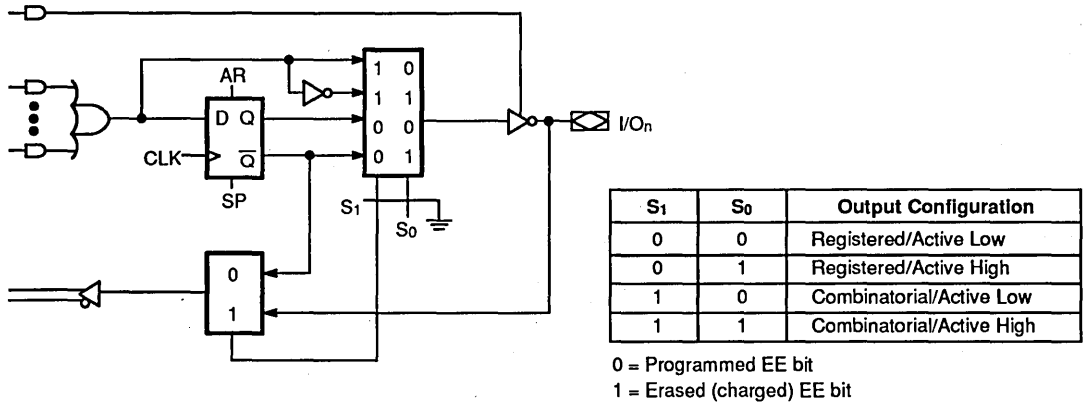 AR
1 0
1 1
D Q
0 0
CLK
Q̅
0 1
SP
S₁
S₀
I/Oₙ
0
1
S₁ S₀ Output Configuration
0 0 Registered/Active Low
0 1 Registered/Active High
1 0 Combinatorial/Active Low
1 1 Combinatorial/Active High
0 = Programmed EE bit
1 = Erased (charged) EE bit